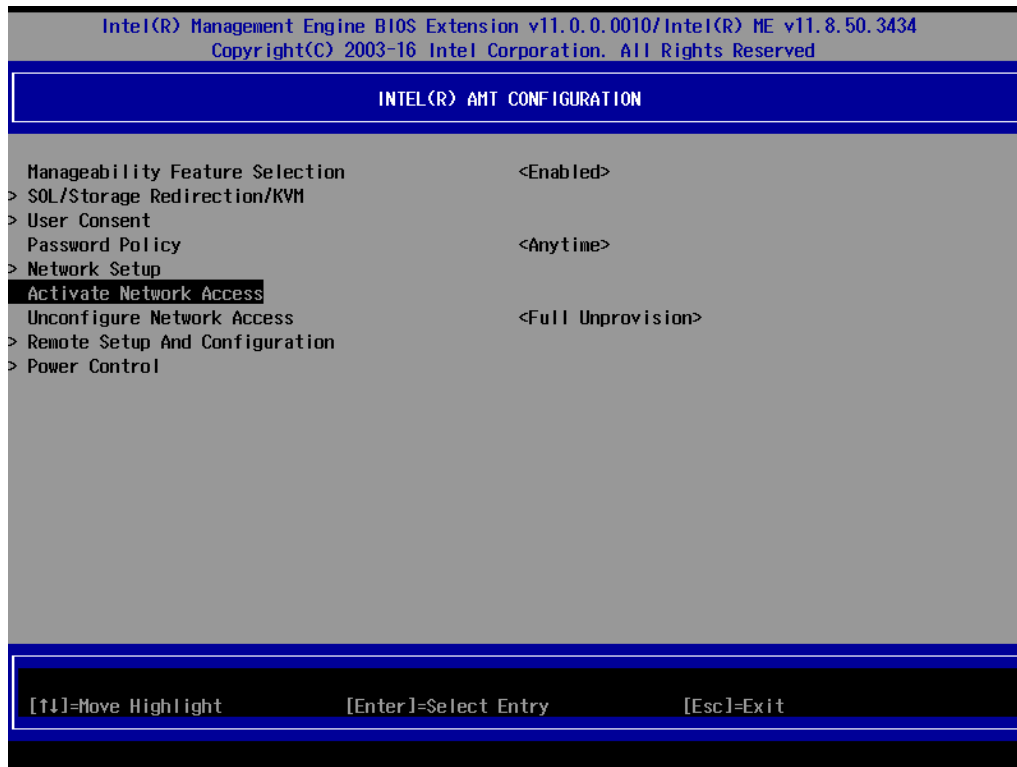 Intel(R) Management Engine BIOS Extension v11.0.0.0010/Intel(R) ME v11.8.50.3434
Copyright(C) 2003-16 Intel Corporation. All Rights Reserved
INTEL(R) AMT CONFIGURATION
Manageability Feature Selection <Enabled>
> SOL/Storage Redirection/KVM
> User Consent
Password Policy <Anytime>
> Network Setup
Activate Network Access
Unconfigure Network Access <Full Unprovision>
> Remote Setup And Configuration
> Power Control
[↑↓]=Move Highlight [Enter]=Select Entry [Esc]=Exit